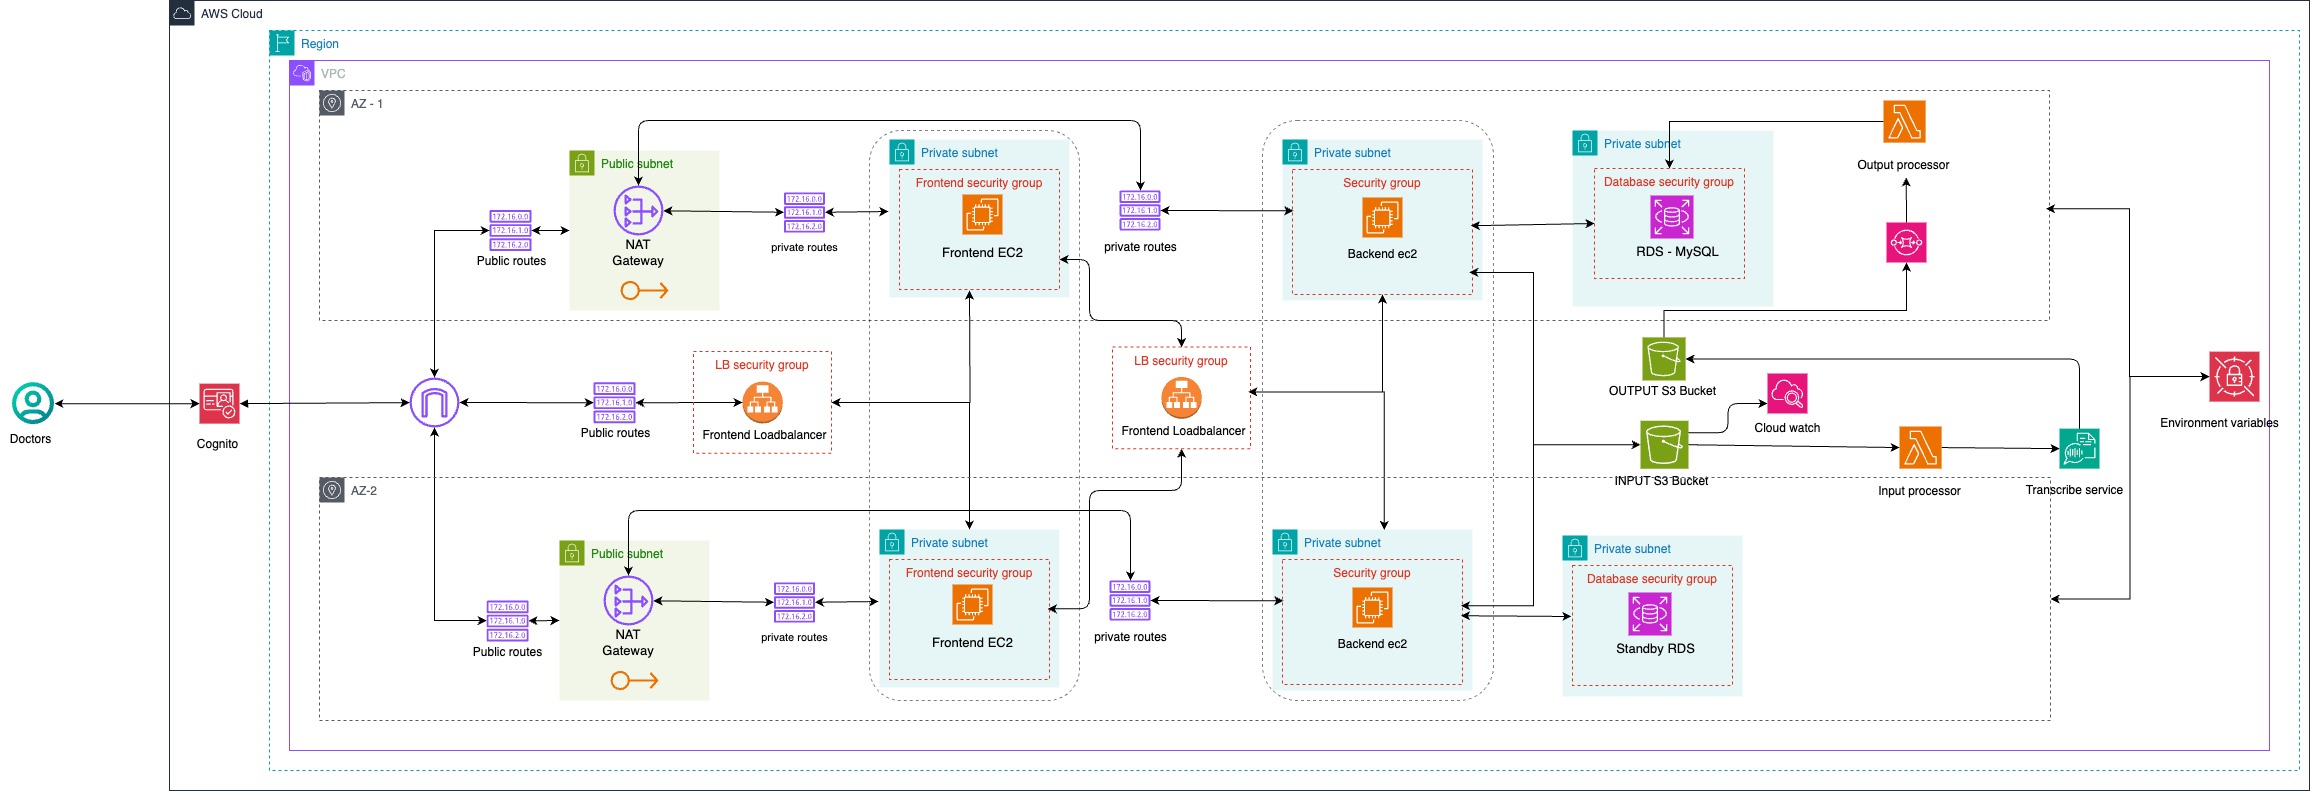 AWS Cloud
Region
VPC
AZ - 1
Public subnet
NAT
Gateway
172.16.0.0
172.16.1.0
172.16.2.0
Public routes
172.16.0.0
172.16.1.0
172.16.2.0
private routes
Private subnet
Frontend security group
Frontend EC2
172.16.0.0
172.16.1.0
172.16.2.0
private routes
Private subnet
Security group
Backend ec2
Private subnet
Database security group
RDS - MySQL
Output processor
Doctors
Cognito
172.16.0.0
172.16.1.0
172.16.2.0
Public routes
LB security group
Frontend Loadbalancer
LB security group
Frontend Loadbalancer
OUTPUT S3 Bucket
Cloud watch
INPUT S3 Bucket
Input processor
Transcribe service
Environment variables
AZ-2
Public subnet
NAT
Gateway
172.16.0.0
172.16.1.0
172.16.2.0
Public routes
172.16.0.0
172.16.1.0
172.16.2.0
private routes
Private subnet
Frontend security group
Frontend EC2
172.16.0.0
172.16.1.0
172.16.2.0
private routes
Private subnet
Security group
Backend ec2
Private subnet
Database security group
Standby RDS